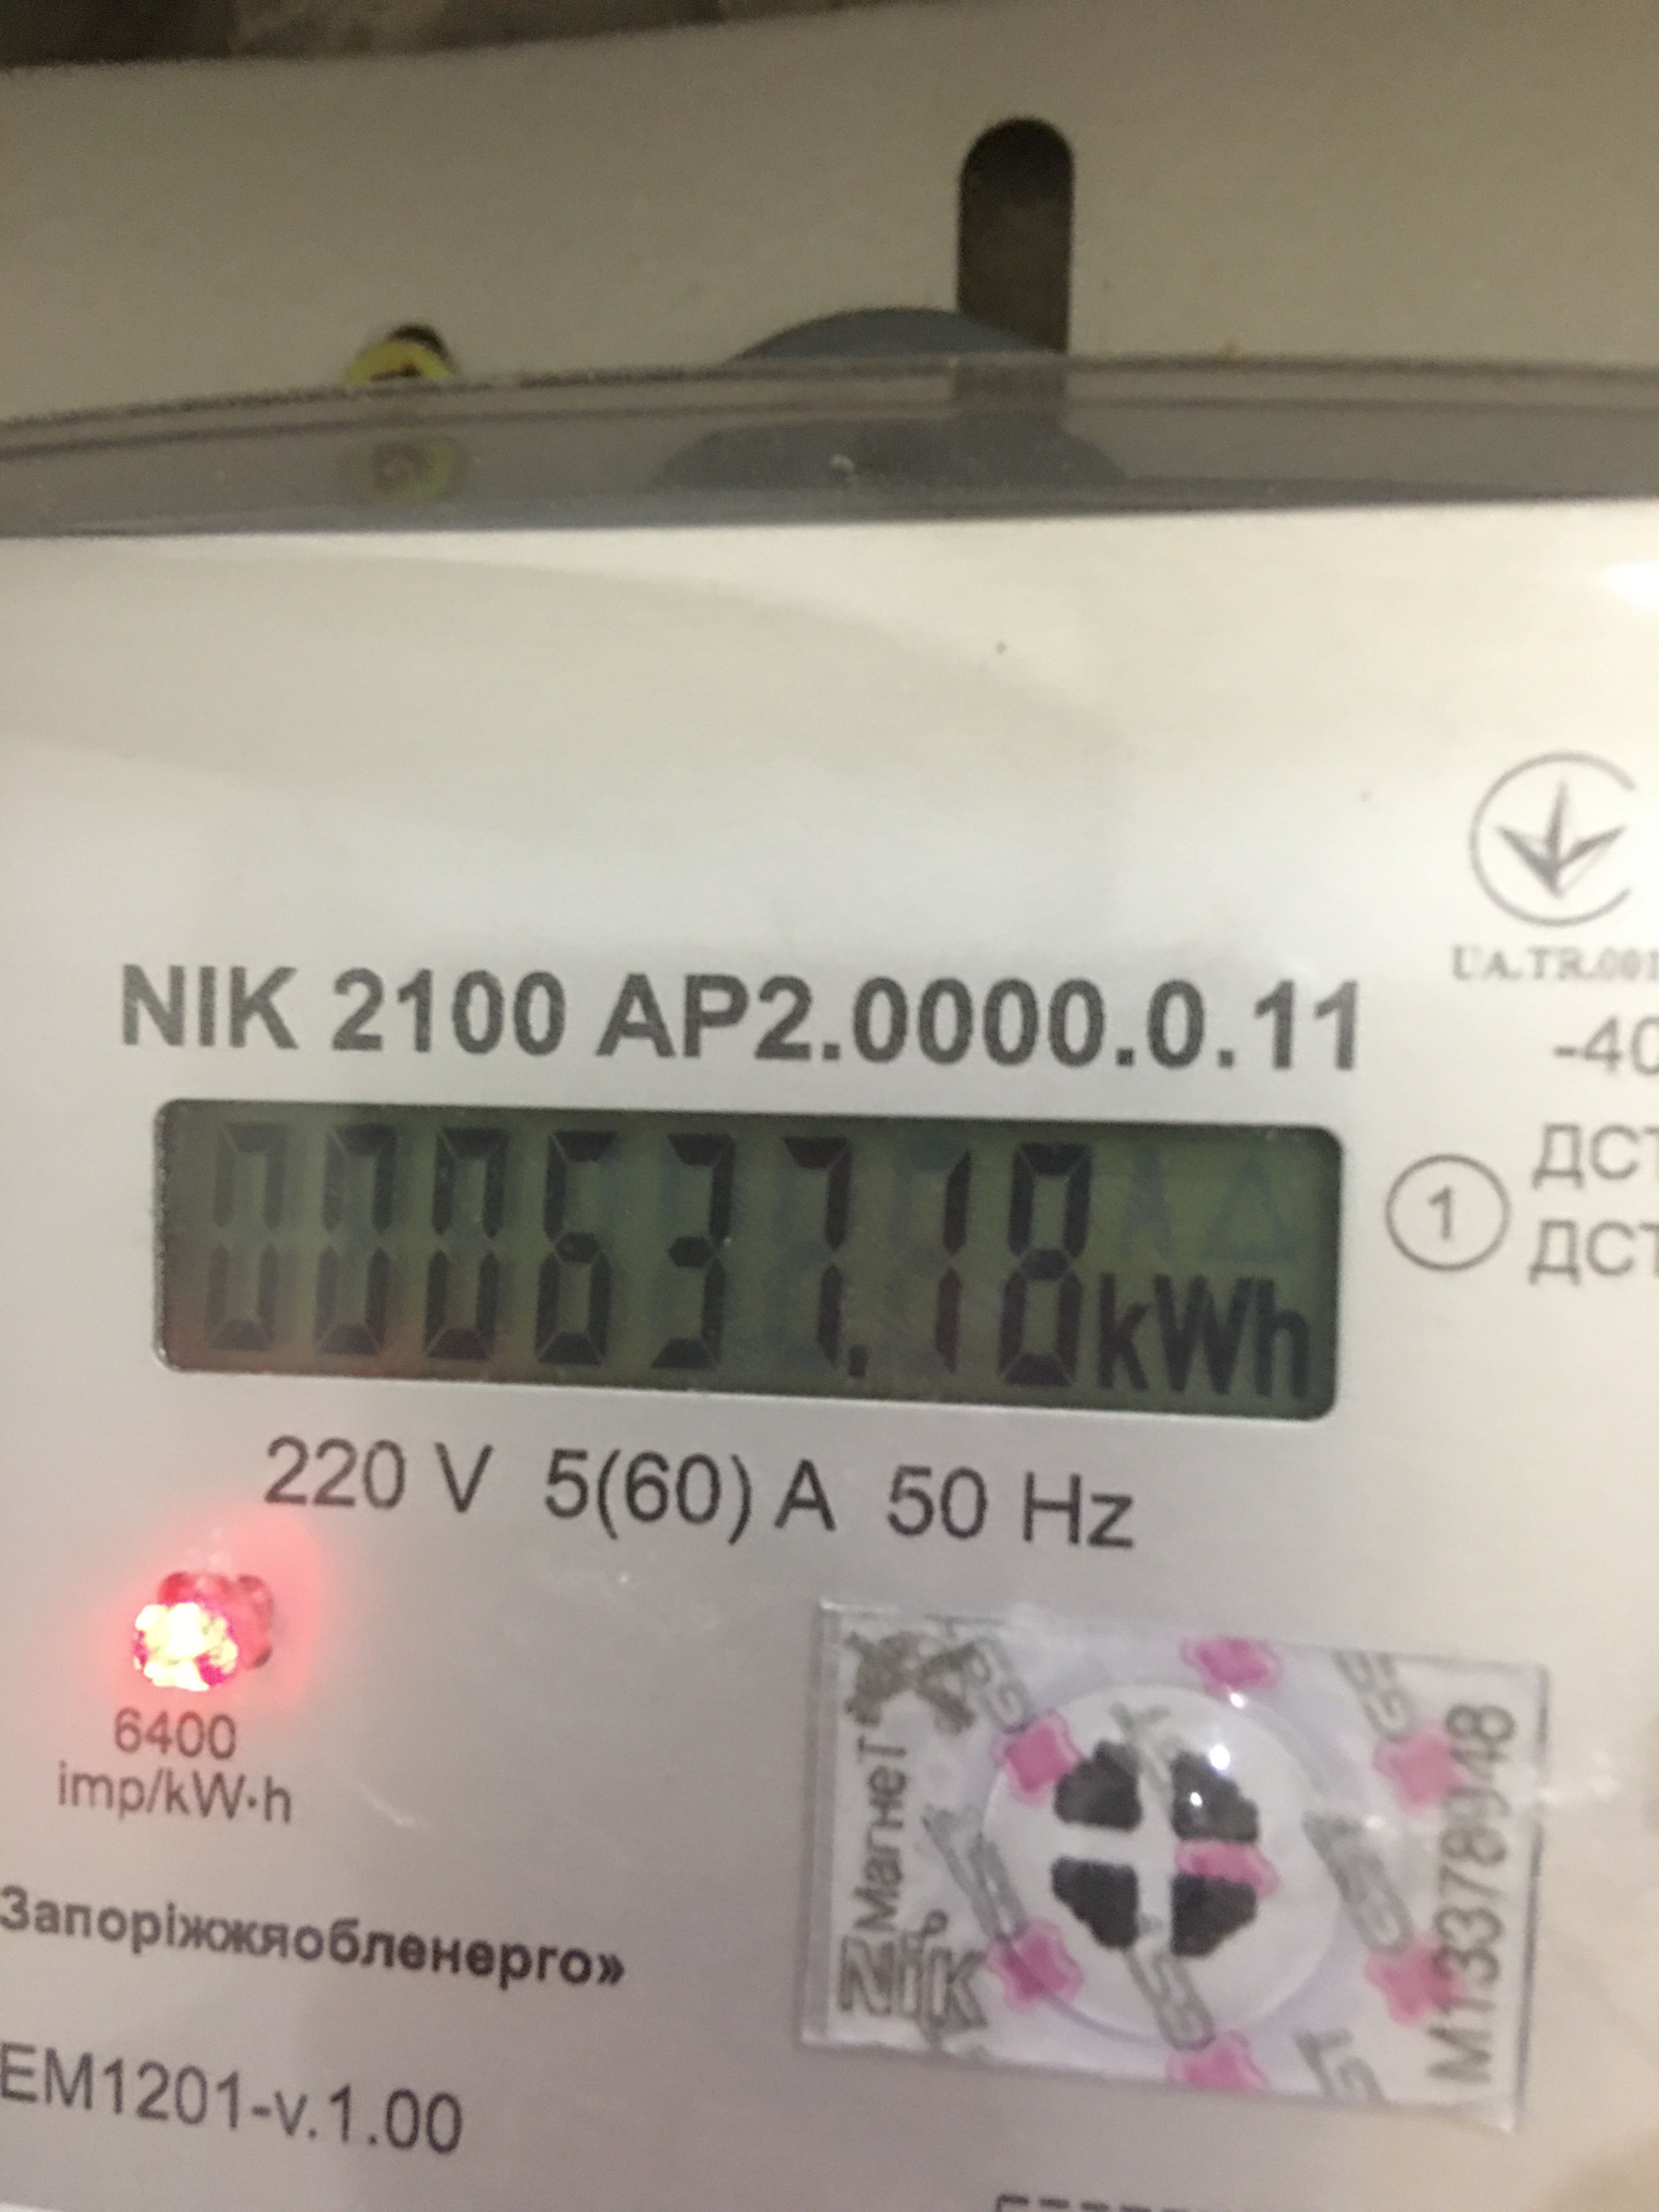 UA.TR.001
NIK 2100 AP2.0000.0.11
-40
ДСТ
ДСТ
1
000637.18 kWh
220 V 5(60) A 50 Hz
6400
imp/kW·h
Магнет
NiK
M13378948
Запоріжжяобленерго»
EM1201-v.1.00